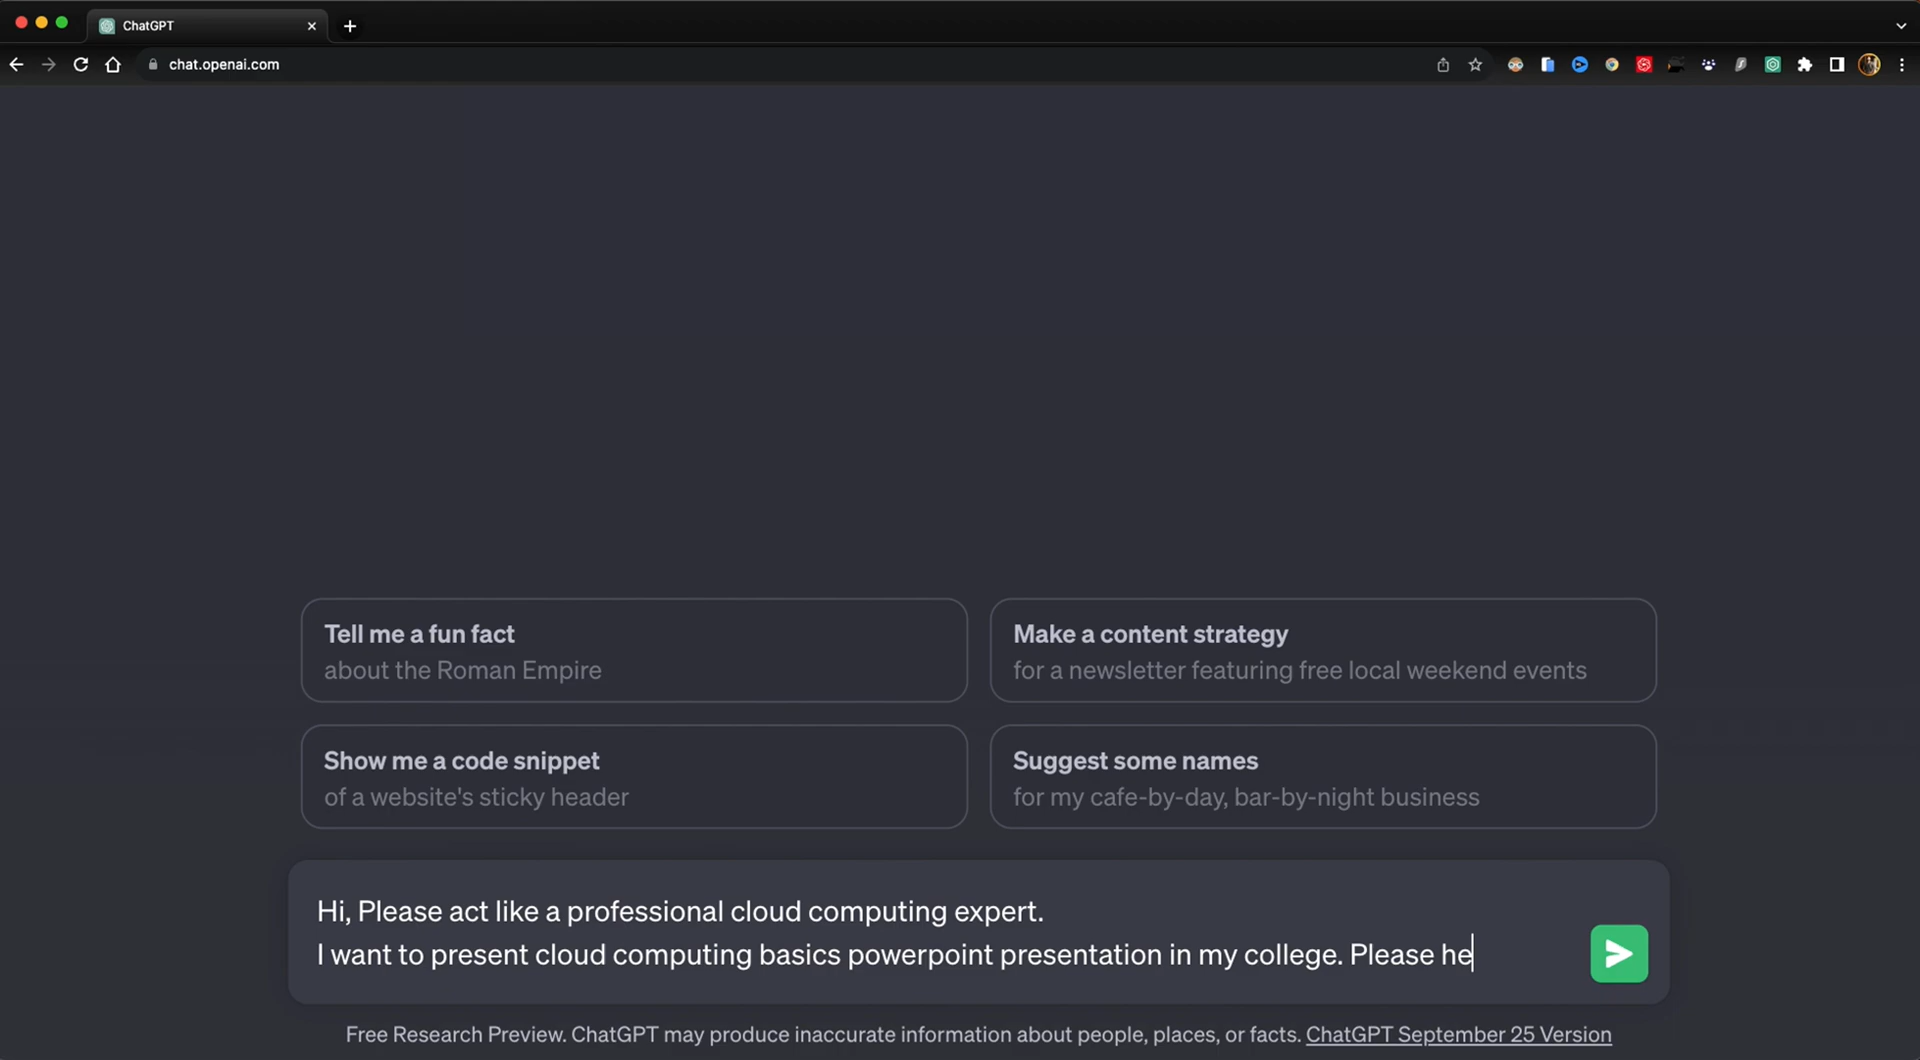 ChatGPT
chat.openai.com
Tell me a fun fact
about the Roman Empire
Make a content strategy
for a newsletter featuring free local weekend events
Show me a code snippet
of a website's sticky header
Suggest some names
for my cafe-by-day, bar-by-night business
Hi, Please act like a professional cloud computing expert.
I want to present cloud computing basics powerpoint presentation in my college. Please he
Free Research Preview. ChatGPT may produce inaccurate information about people, places, or facts. ChatGPT September 25 Version